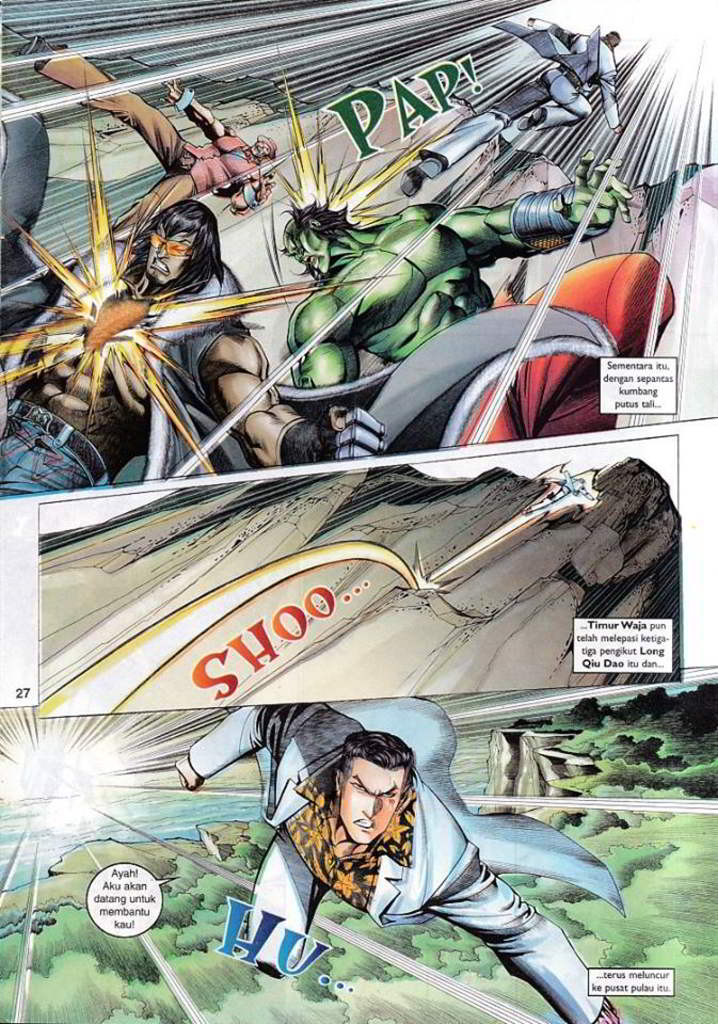 PAP PAP!
Sementara itu,
dengan sepantas
kumbang
putus tali...
SHOO...
...Timur Waja pun
telah melepasi ketiga-
tiga pengikut Long
Qiu Dao itu dan...
27
Ayah!
Aku akan
datang untuk
membantu
kau!
HU...
...terus meluncur
ke pusat pulau itu.